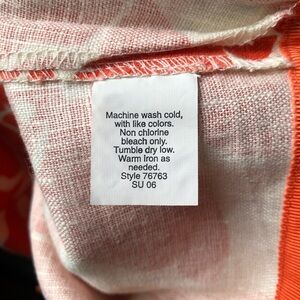 Machine wash cold,
with like colors.
Non chlorine
bleach only.
Tumble dry low.
Warm Iron as
needed.
Style 76763
SU 06